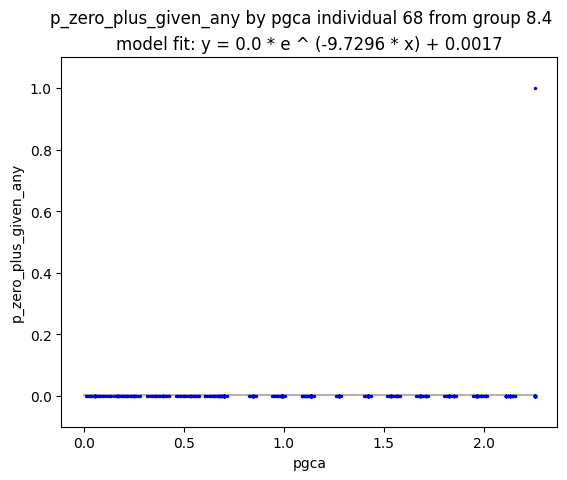 p_zero_plus_given_any by pgca individual 68 from group 8.4
model fit: y = 0.0 * e ^ (-9.7296 * x) + 0.0017
1.0
0.8
0.6
0.4
0.2
0.0
p_zero_plus_given_any
0.0 0.5 1.0 1.5 2.0
pgca